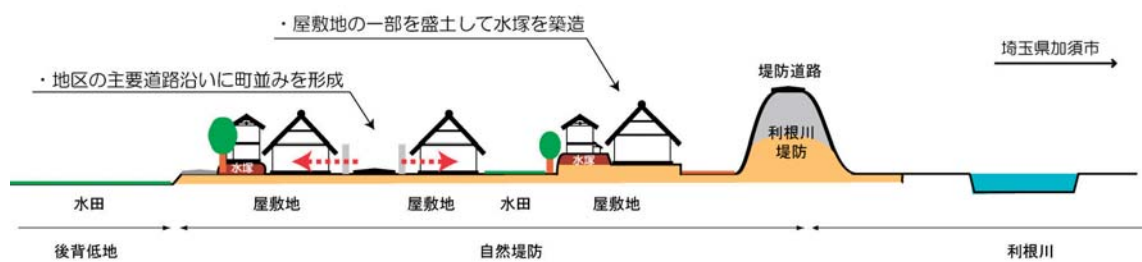 ・屋敷地の一部を盛土して水塚を築造
埼玉県加須市
・地区の主要道路沿いに町並みを形成
堤防道路
利根川
堤防
水塚
水塚
水田
屋敷地
屋敷地
水田
屋敷地
後背低地
自然堤防
利根川